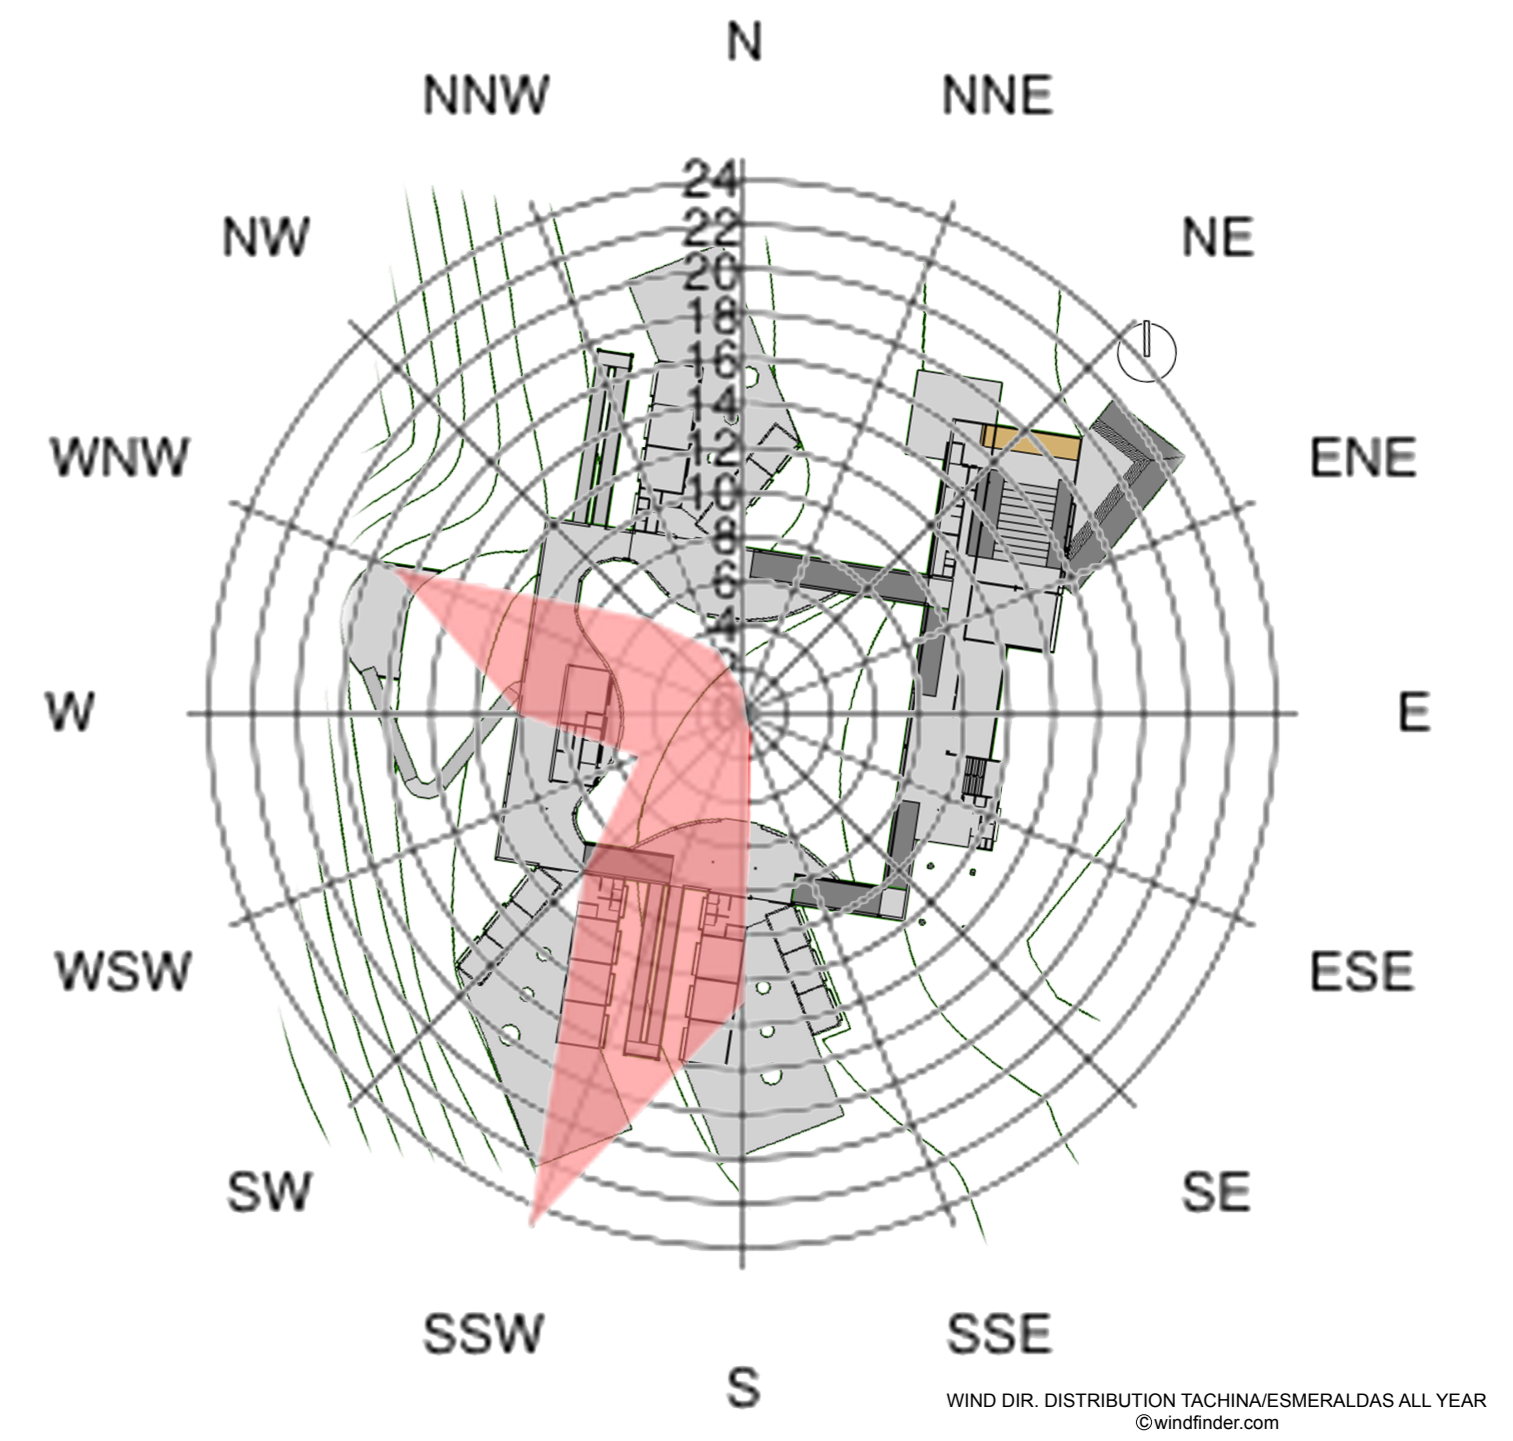 N
NNW
NNE
24
22
20
18
16
14
12
10
8
6
4
2
NW
NE
WNW
ENE
W
E
WSW
ESE
SW
SE
SSW
SSE
S
WIND DIR. DISTRIBUTION TACHINA/ESMERALDAS ALL YEAR
©windfinder.com